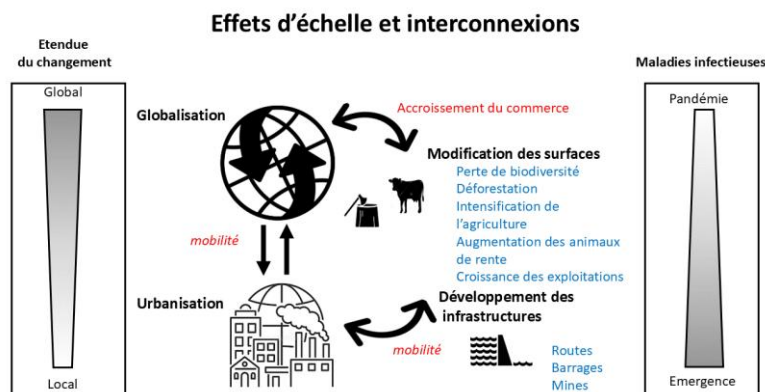 Effets d’échelle et interconnexions
Etendue
du changement
Global
Local
Globalisation
Accroissement du commerce
Modification des surfaces
Perte de biodiversité
Déforestation
Intensification de
l’agriculture
Augmentation des animaux
de rente
Croissance des exploitations
mobilité
Urbanisation
Développement des
infrastructures
mobilité
Routes
Barrages
Mines
Maladies infectieuses
Pandémie
Emergence